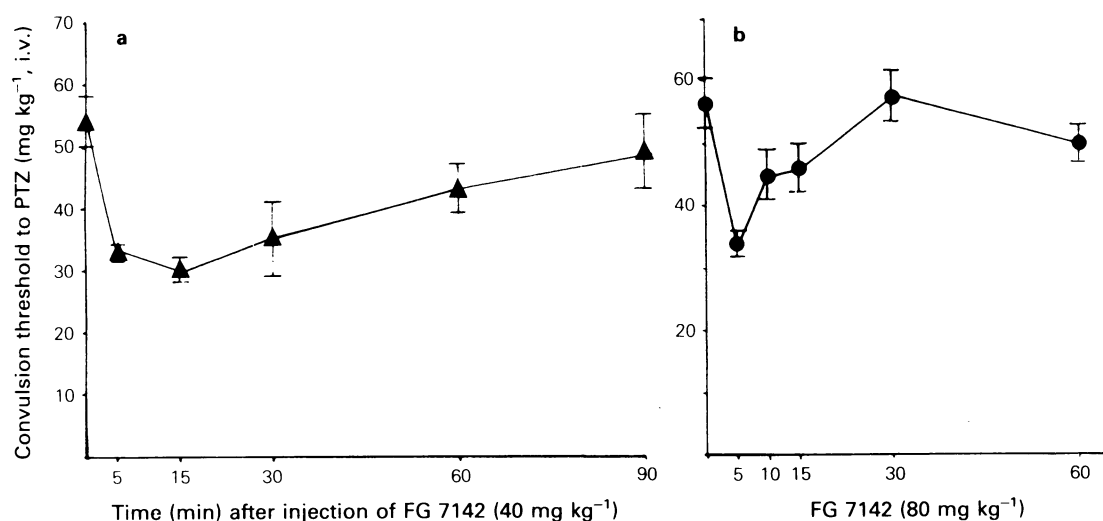 Convulsion threshold to PTZ (mg kg⁻¹, i.v.)
70
60
50
40
30
20
10
a
5 15 30 60 90
Time (min) after injection of FG 7142 (40 mg kg⁻¹)
b
60
40
20
5 10 15 30 60
FG 7142 (80 mg kg⁻¹)